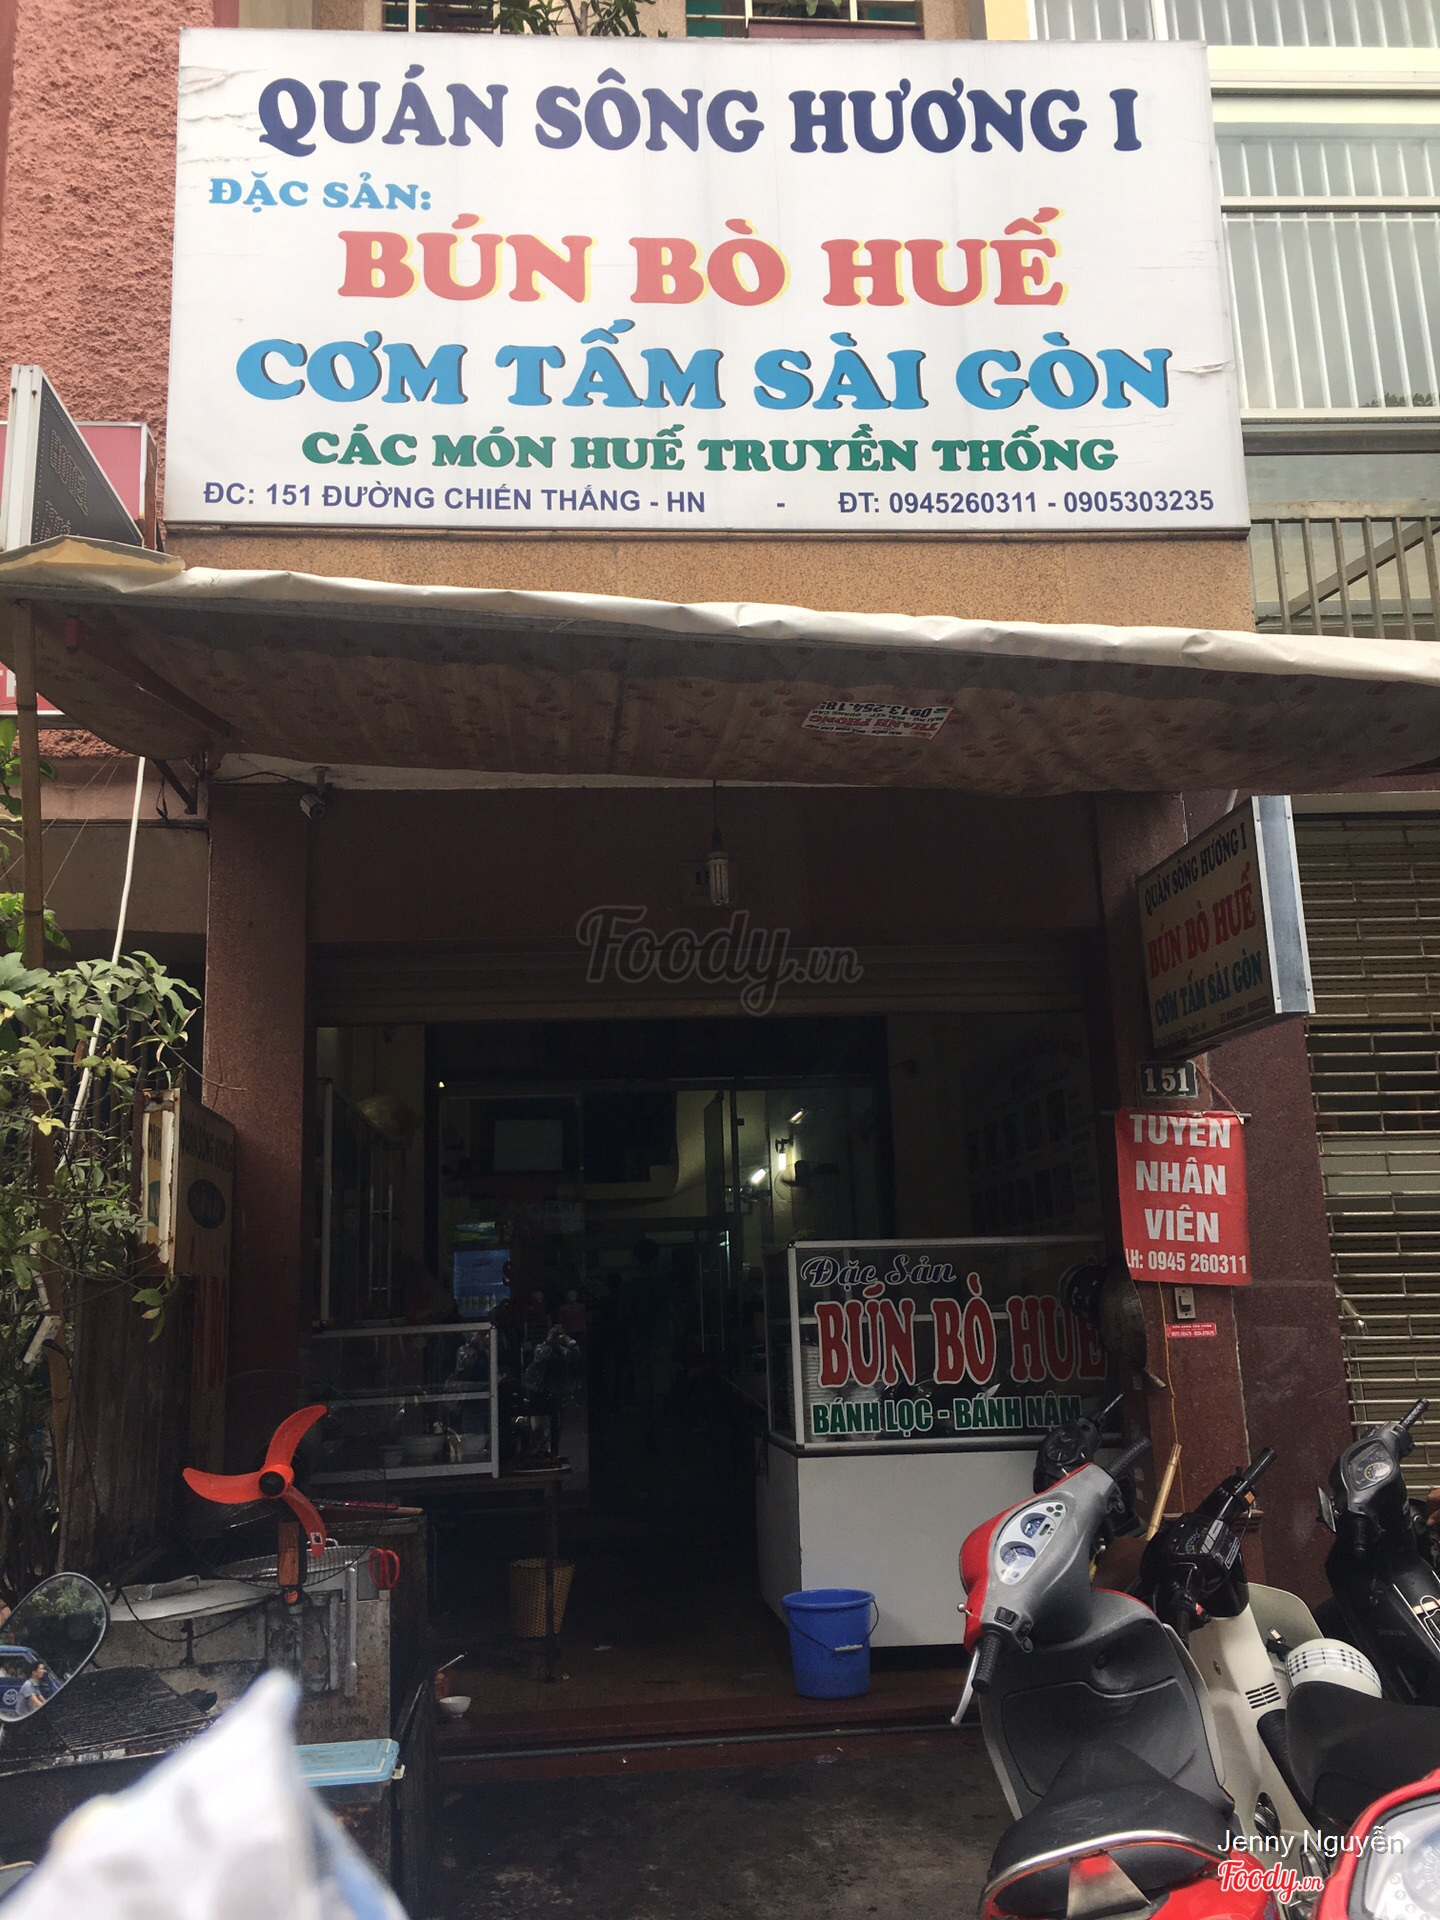 QUÁN SÔNG HƯƠNG I
ĐẶC SẢN:
BÚN BÒ HUẾ
CƠM TẤM SÀI GÒN
CÁC MÓN HUẾ TRUYỀN THỐNG
ĐC: 151 ĐƯỜNG CHIẾN THẮNG - HN - ĐT: 0945260311 - 0905303235
THANH PHONG
Foody.vn
QUÁN SÔNG HƯƠNG I
BÚN BÒ HUẾ
CƠM TẤM SÀI GÒN
151
TUYỂN
NHÂN
VIÊN
LH: 0945 260311
Đặc Sản
BÚN BÒ HUẾ
BÁNH LỌC - BÁNH NẬM
Jenny Nguyễn
Foody.vn